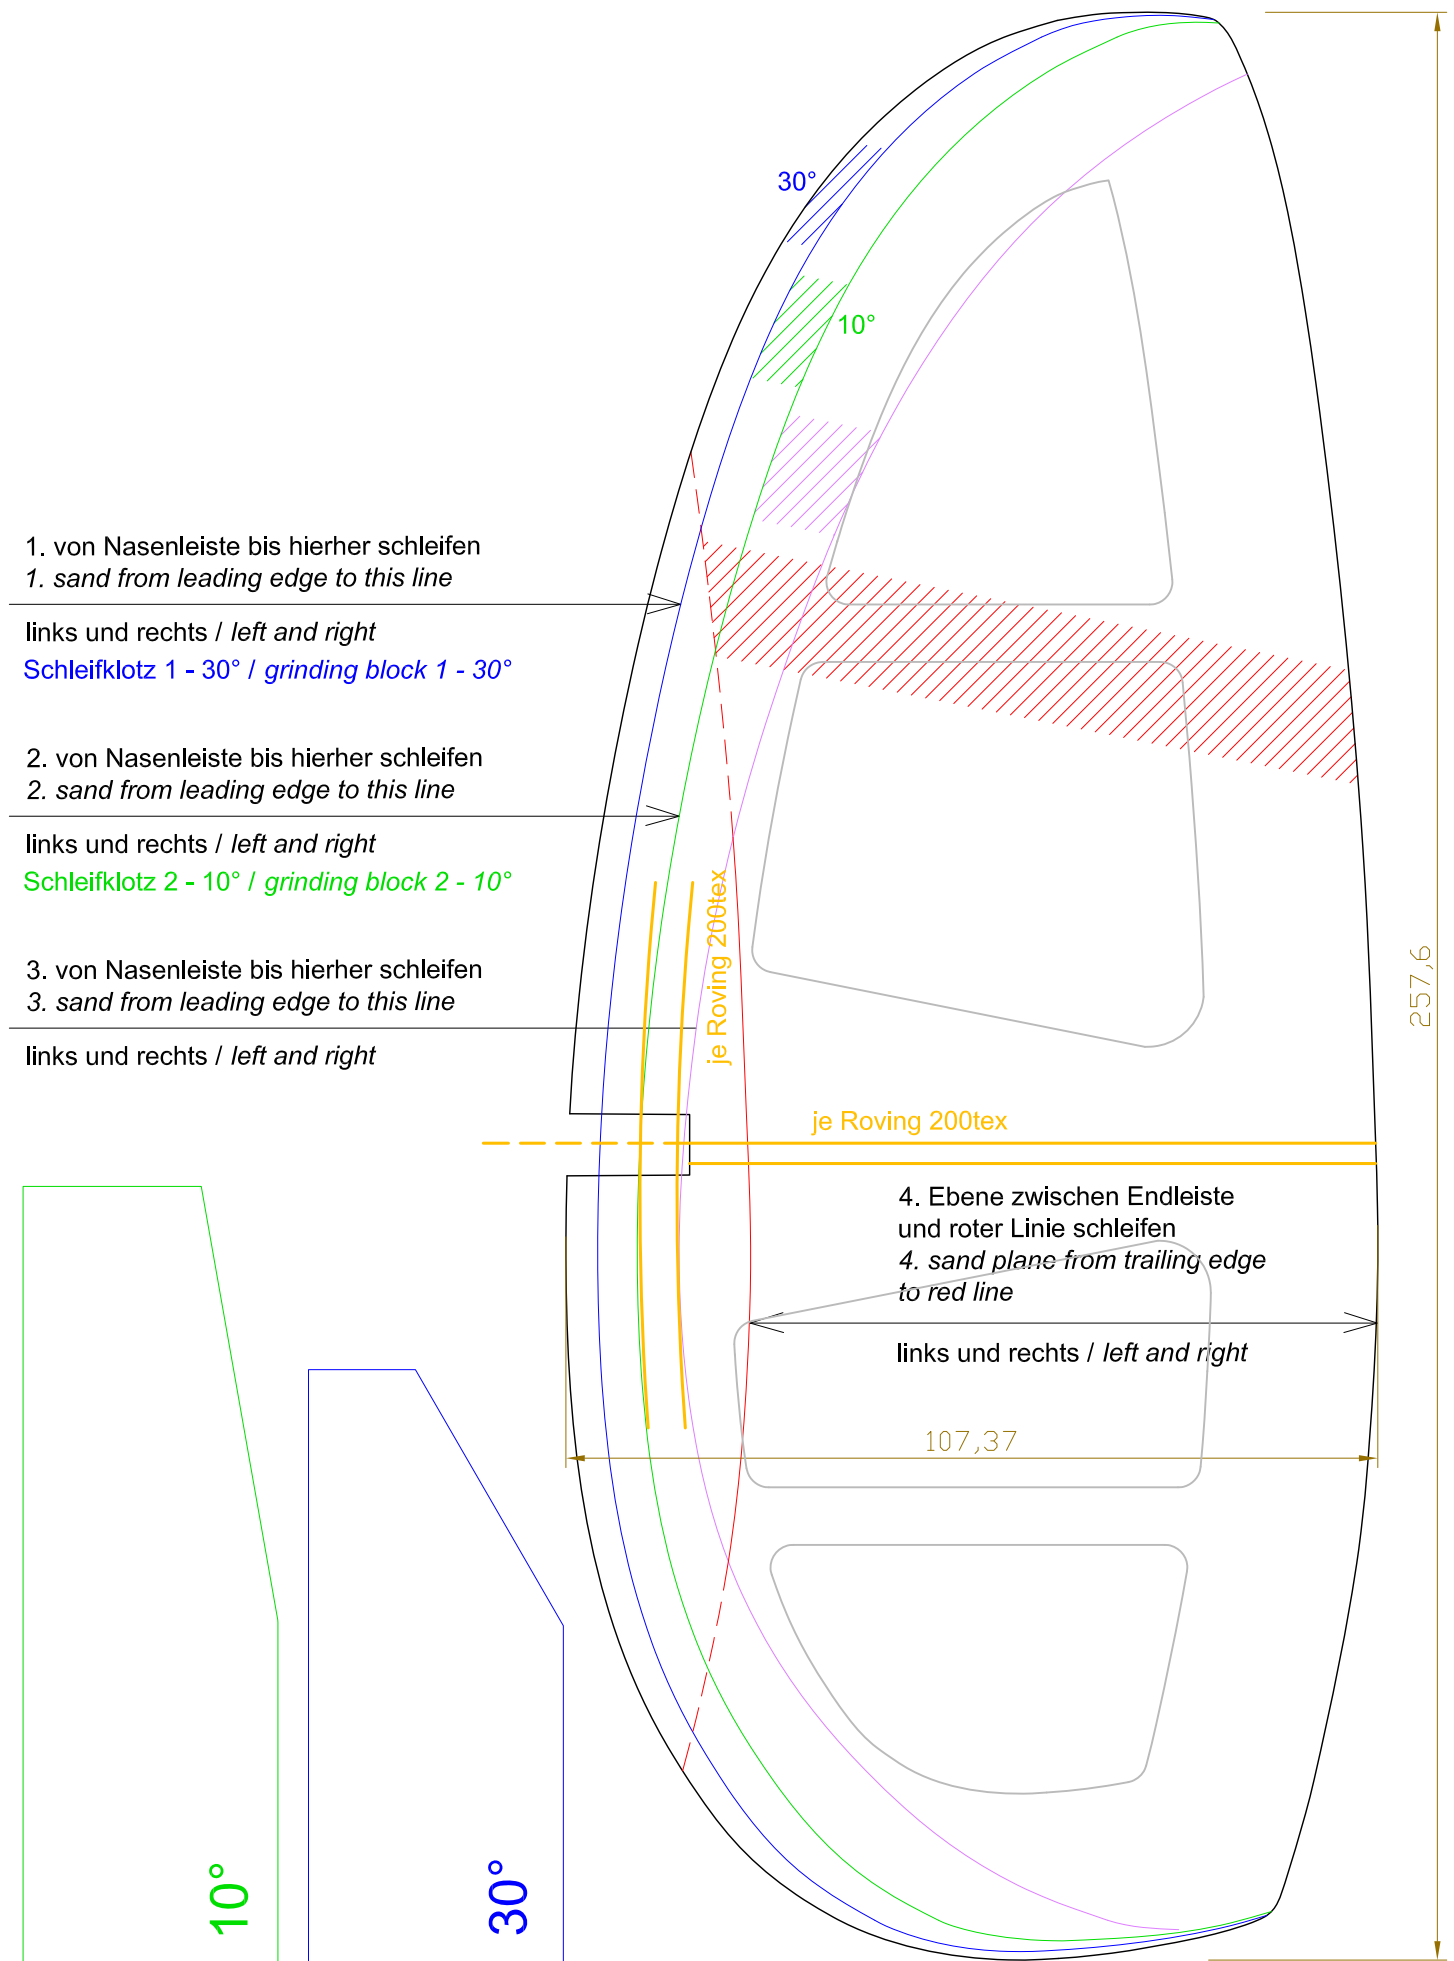 30°
10°
1. von Nasenleiste bis hierher schleifen
1. sand from leading edge to this line
links und rechts / left and right
Schleifklotz 1 - 30° / grinding block 1 - 30°
2. von Nasenleiste bis hierher schleifen
2. sand from leading edge to this line
links und rechts / left and right
Schleifklotz 2 - 10° / grinding block 2 - 10°
3. von Nasenleiste bis hierher schleifen
3. sand from leading edge to this line
links und rechts / left and right
je Roving 200tex
257,6
je Roving 200tex
4. Ebene zwischen Endleiste
und roter Linie schleifen
4. sand plane from trailing edge
to red line
links und rechts / left and right
107,37
10°
30°